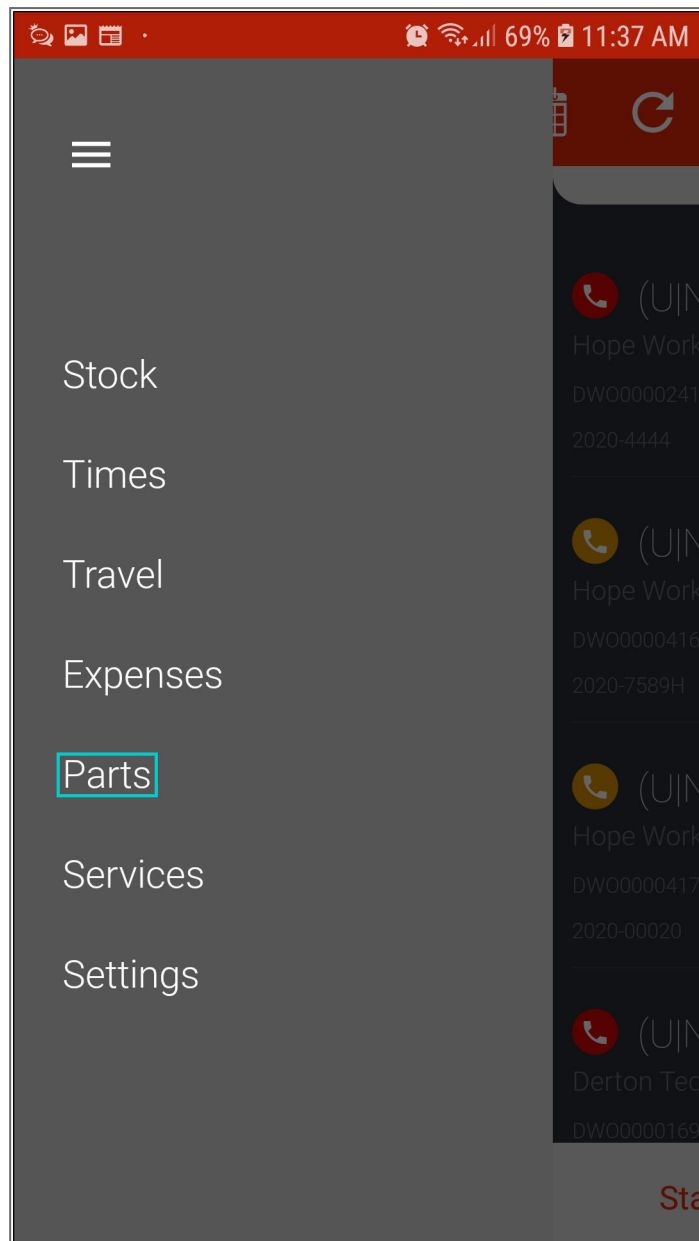 69% 11:37 AM
Stock
Times
Travel
Expenses
Parts
Services
Settings
(U|N
Hope Work
DWO0000241
2020-4444
(U|N
Hope Work
DWO0000416
2020-7589H
(U|N
Hope Work
DWO0000417
2020-00020
(U|N
Derton Tec
DWO0000169
Sta